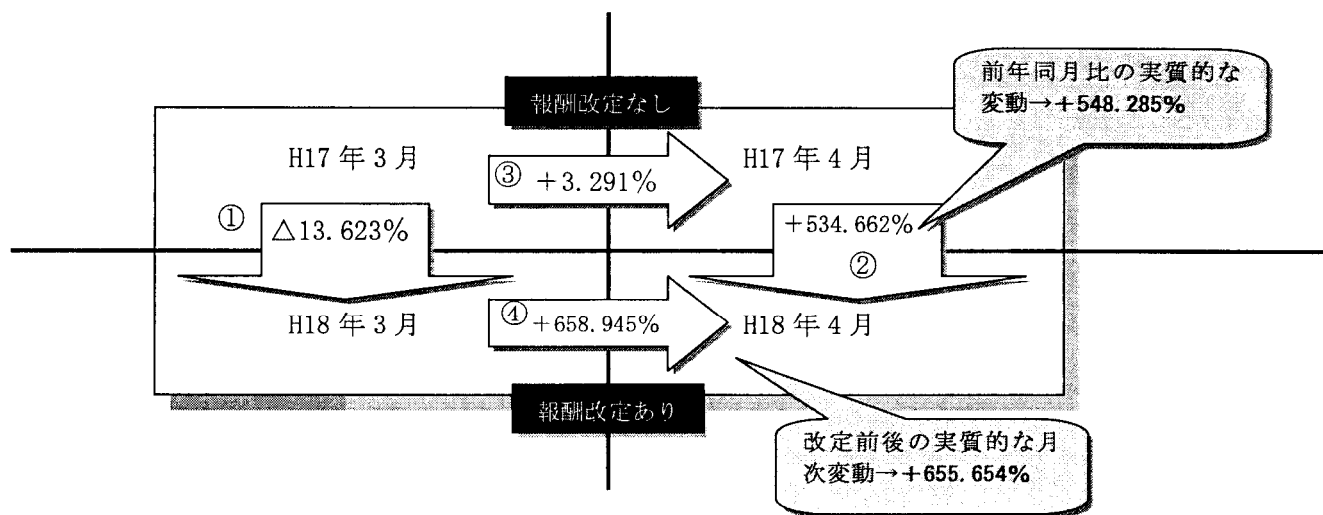 前年同月比の実質的な
変動→+548.285%
報酬改定なし
H17年3月
③ +3.291%
H17年4月
① △13.623%
+534.662%
②
H18年3月
④ +658.945%
H18年4月
報酬改定あり
改定前後の実質的な月
次変動→+655.654%